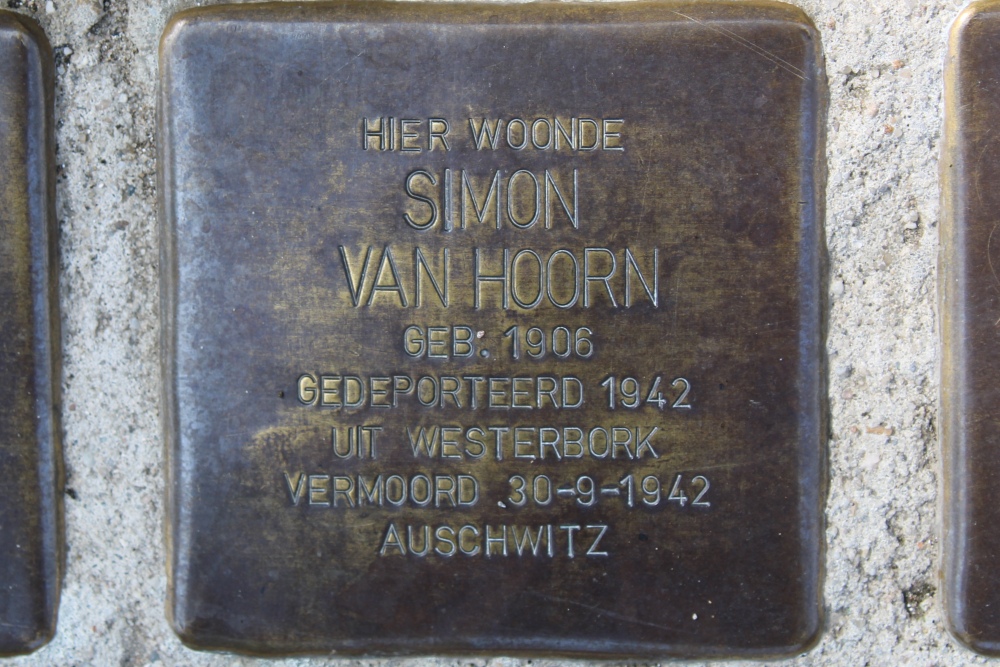 HIER WOONDE
SIMON
VAN HOORN
GEB. 1906
GEDEPORTEERD 1942
UIT WESTERBORK
VERMOORD 30-9-1942
AUSCHWITZ